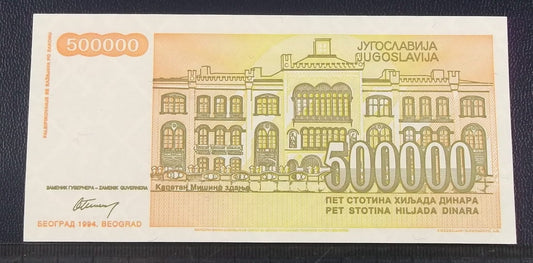 500000
ЈУГОСЛАВИЈА
JUGOSLAVIJA
ЗАМЕНИК ГУВЕРНЕРА – ZAMENIK GUVERNERA
Капетан Мишино здање
500000
ПЕТ СТОТИНА ХИЉАДА ДИНАРА
PET STOTINA HILJADA DINARA
БЕОГРАД 1994. BEOGRAD